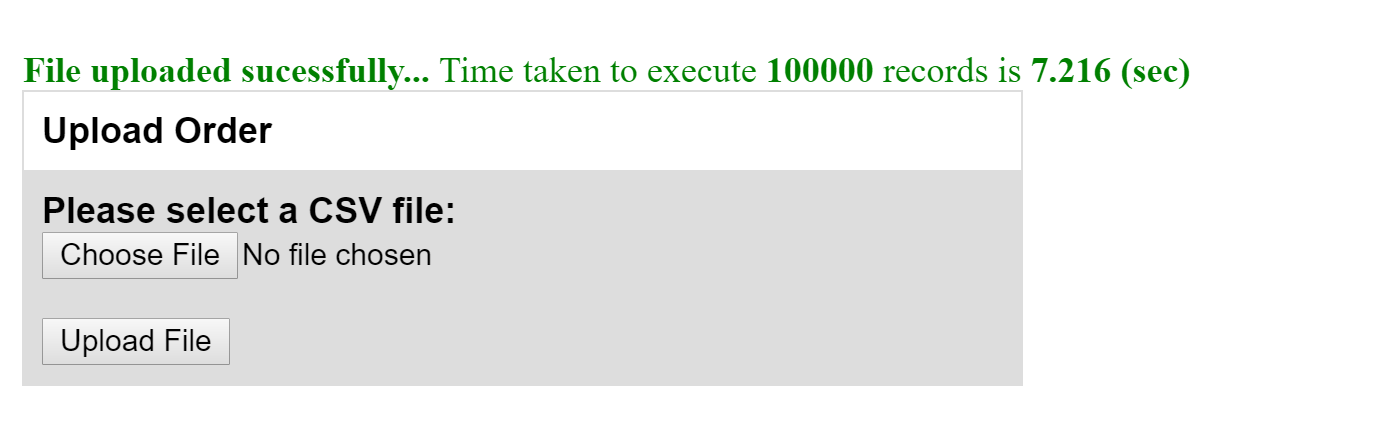 File uploaded sucessfully... Time taken to execute 100000 records is 7.216 (sec)
Upload Order
Please select a CSV file:
Choose File No file chosen
Upload File